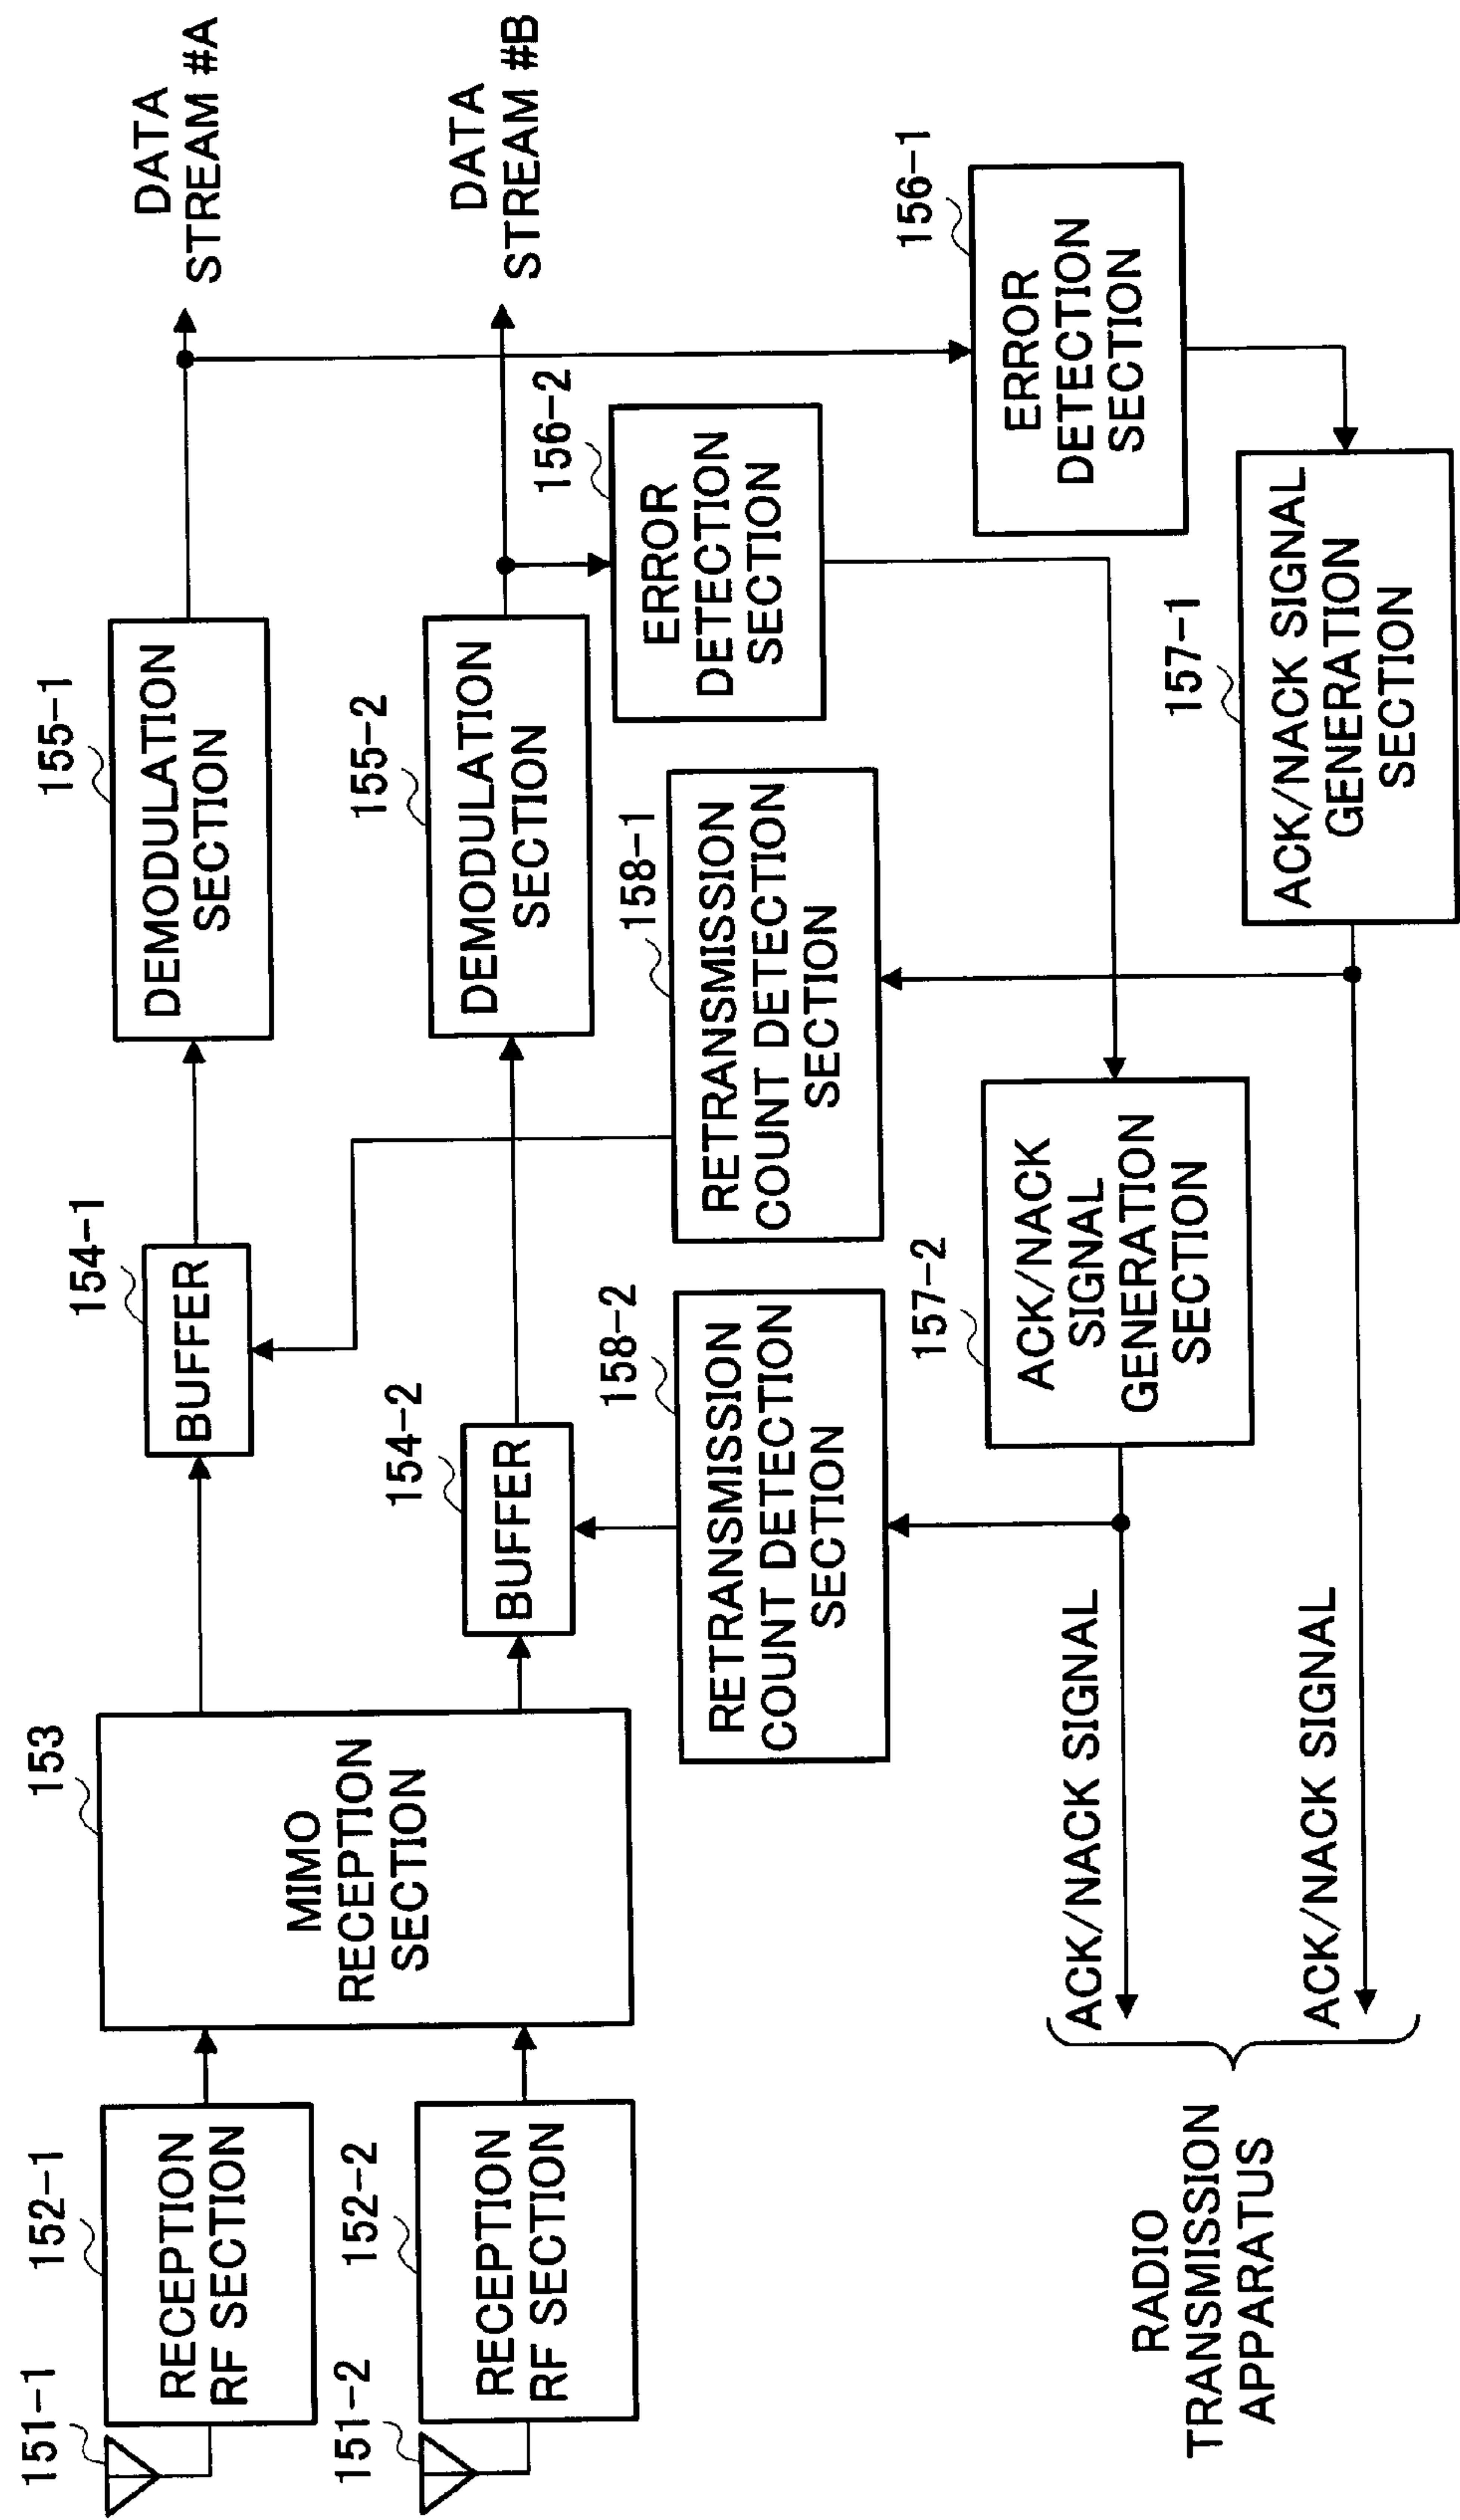 151-1
152-1
RECEPTION
RF SECTION
153
MIMO
RECEPTION
SECTION
154-1
BUFFER
155-1
DEMODULATION
SECTION
DATA
STREAM #A
151-2
152-2
RECEPTION
RF SECTION
154-2
BUFFER
155-2
DEMODULATION
SECTION
DATA
STREAM #B
158-2
RETRANSMISSION
COUNT DETECTION
SECTION
158-1
RETRANSMISSION
COUNT DETECTION
SECTION
156-2
ERROR
DETECTION
SECTION
156-1
ERROR
DETECTION
SECTION
157-2
ACK/NACK
SIGNAL
GENERATION
SECTION
157-1
ACK/NACK SIGNAL
GENERATION
SECTION
ACK/NACK SIGNAL
ACK/NACK SIGNAL
RADIO
TRANSMISSION
APPARATUS